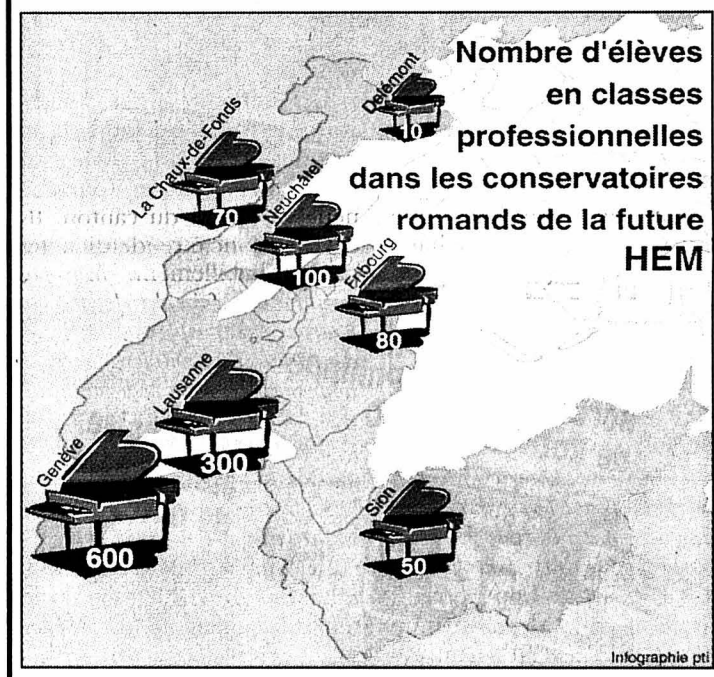 Nombre d'élèves
en classes
professionnelles
dans les conservatoires
romands de la future
HEM
Delémont
10
La Chaux-de-Fonds
70
Neuchâtel
100
Fribourg
80
Lausanne
300
Genève
600
Sion
50
Infographie pti